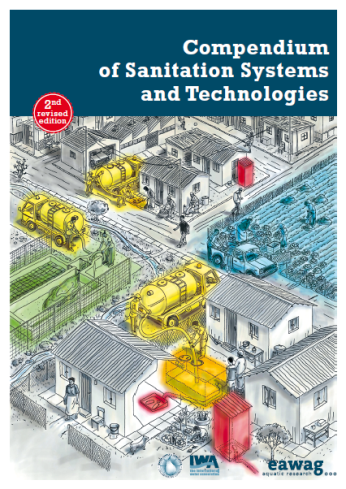 Compendium
of Sanitation Systems
and Technologies
2nd
revised
edition
IWA
eawag
aquatic research